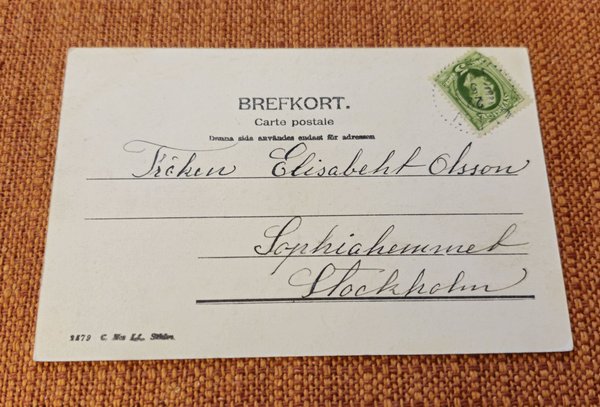 BREFKORT.
Carte postale
Denna sida användes endast för adressen
Fröken Elisabeht Olsson
Sophiahemmet
Stockholm
C.